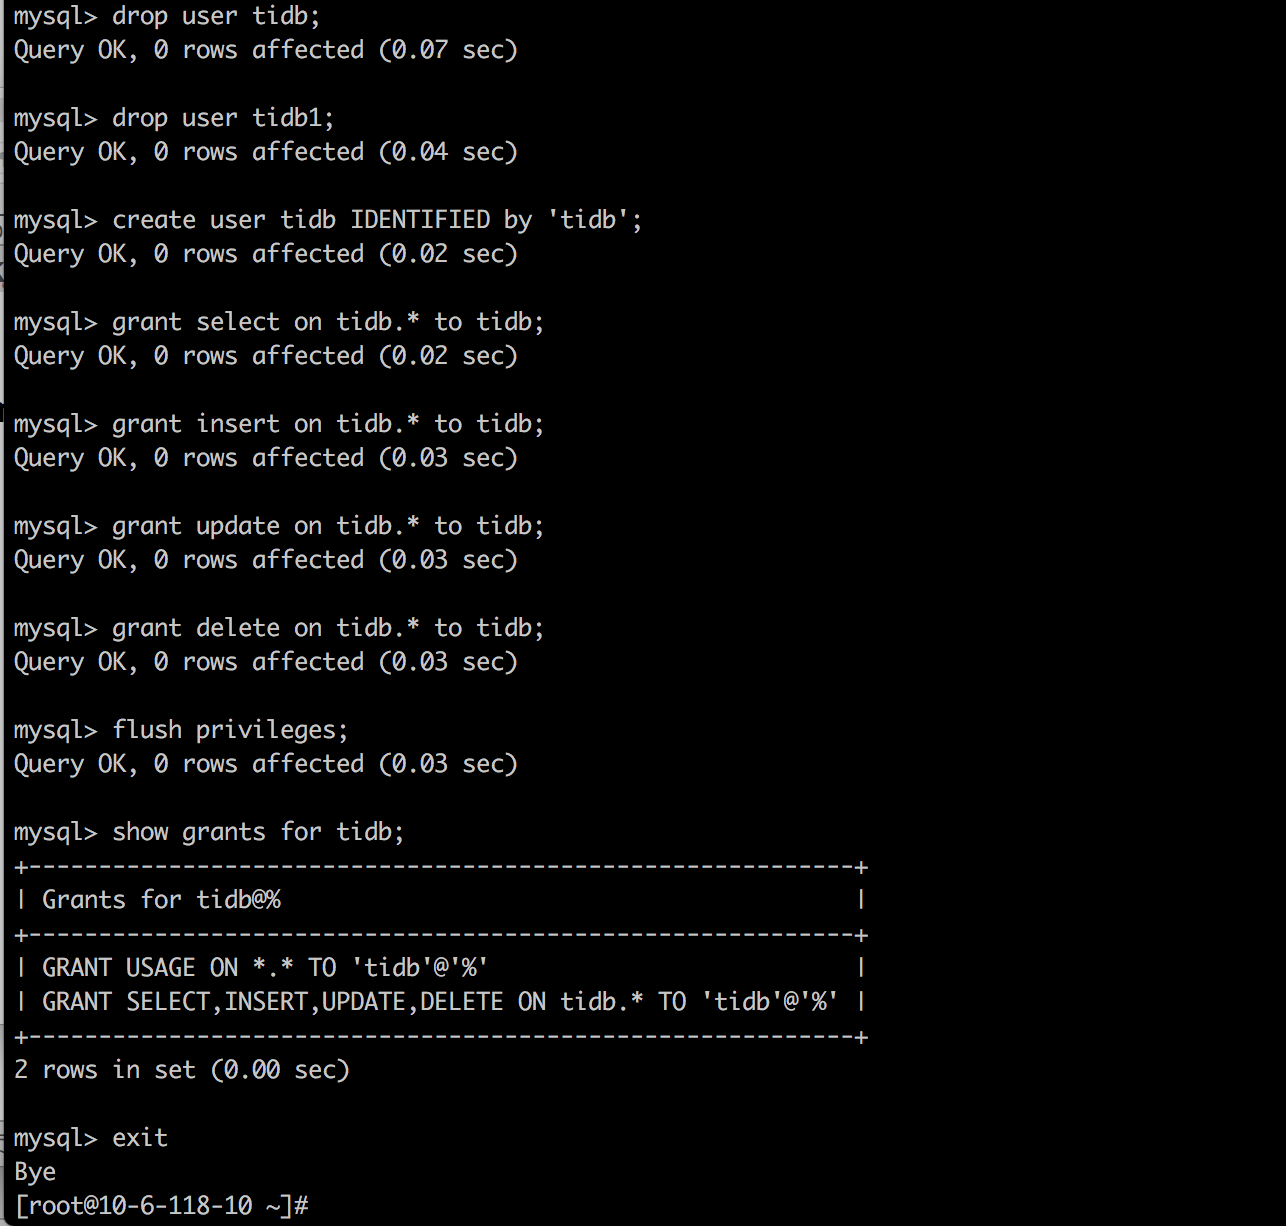 mysql> drop user tidb;
Query OK, 0 rows affected (0.07 sec)
mysql> drop user tidb1;
Query OK, 0 rows affected (0.04 sec)
mysql> create user tidb IDENTIFIED by 'tidb';
Query OK, 0 rows affected (0.02 sec)
mysql> grant select on tidb.* to tidb;
Query OK, 0 rows affected (0.02 sec)
mysql> grant insert on tidb.* to tidb;
Query OK, 0 rows affected (0.03 sec)
mysql> grant update on tidb.* to tidb;
Query OK, 0 rows affected (0.03 sec)
mysql> grant delete on tidb.* to tidb;
Query OK, 0 rows affected (0.03 sec)
mysql> flush privileges;
Query OK, 0 rows affected (0.03 sec)
mysql> show grants for tidb;
+-----------------------------------------------------------+
| Grants for tidb@%                                         |
+-----------------------------------------------------------+
| GRANT USAGE ON *.* TO 'tidb'@'%'                          |
| GRANT SELECT,INSERT,UPDATE,DELETE ON tidb.* TO 'tidb'@'%' |
+-----------------------------------------------------------+
2 rows in set (0.00 sec)
mysql> exit
Bye
[root@10-6-118-10 ~]#